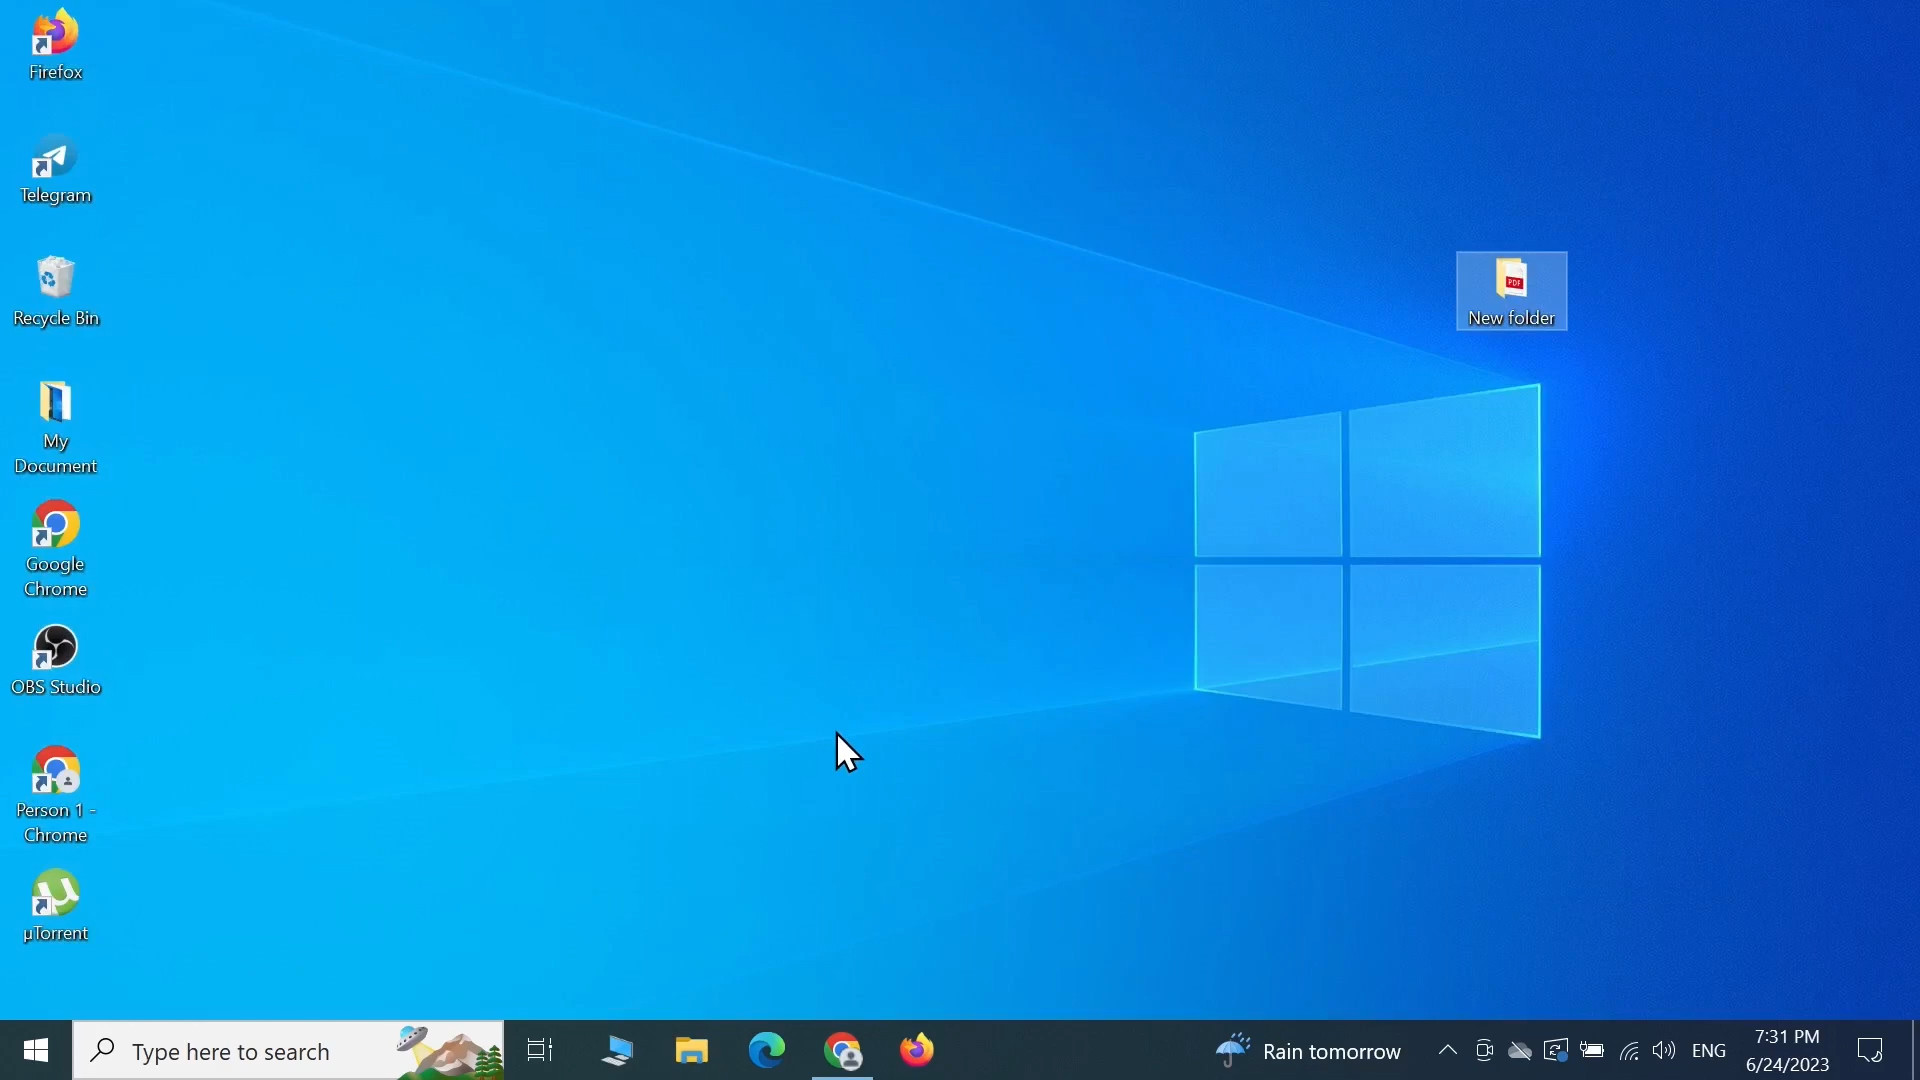 Firefox
Telegram
Recycle Bin
My
Document
Google
Chrome
OBS Studio
Person 1 -
Chrome
µTorrent
PDF
New folder
Type here to search
Rain tomorrow
ENG
7:31 PM
6/24/2023